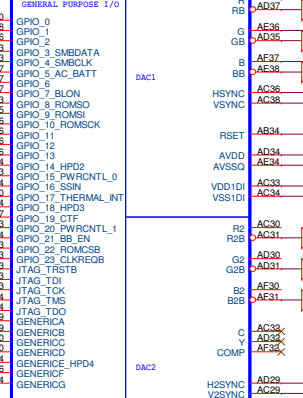 GENERAL PURPOSE I/O
GPIO_0
GPIO_1
GPIO_2
GPIO_3_SMBDATA
GPIO_4_SMBCLK
GPIO_5_AC_BATT
GPIO_6
GPIO_7_BLON
GPIO_8_ROMSO
GPIO_9_ROMSI
GPIO_10_ROMSCK
GPIO_11
GPIO_12
GPIO_13
GPIO_14_HPD2
GPIO_15_PWRCNTL_0
GPIO_16_SSIN
GPIO_17_THERMAL_INT
GPIO_18_HPD3
GPIO_19_CTF
GPIO_20_PWRCNTL_1
GPIO_21_BB_EN
GPIO_22_ROMCSB
GPIO_23_CLKREQB
JTAG_TRSTB
JTAG_TDI
JTAG_TCK
JTAG_TMS
JTAG_TDO
GENERICA
GENERICB
GENERICC
GENERICD
GENERICE_HPD4
GENERICF
GENERICG
DAC1
RB AD37
G AE36
GB AD35
B AF37
BB AE38
HSYNC AC36
VSYNC AC38
RSET AB34
AVDD AD34
AVSSQ AE34
VDD1DI AC33
VSS1DI AC34
R2 AC30
R2B AC31
G2 AD30
G2B AD31
B2 AF30
B2B AF31
C AC32
Y AD32
COMP AF32
DAC2
H2SYNC AD29
V2SYNC AC29